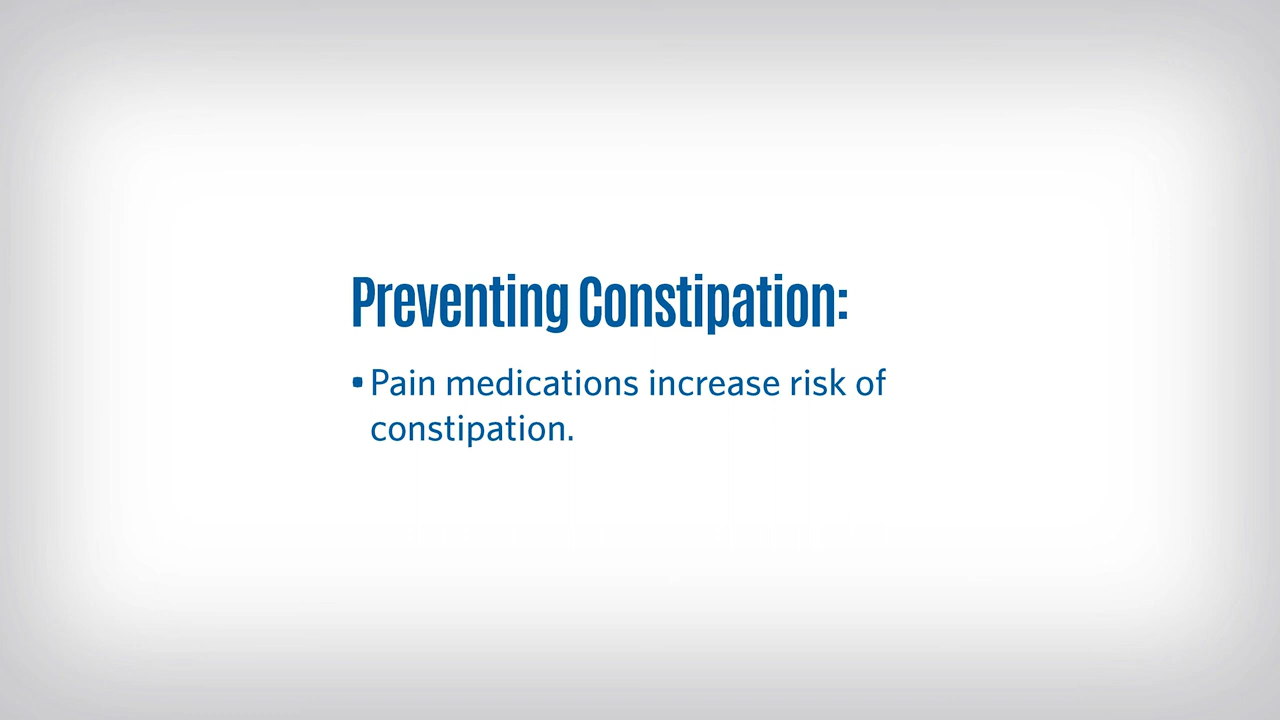 Preventing Constipation:
• Pain medications increase risk of
constipation.